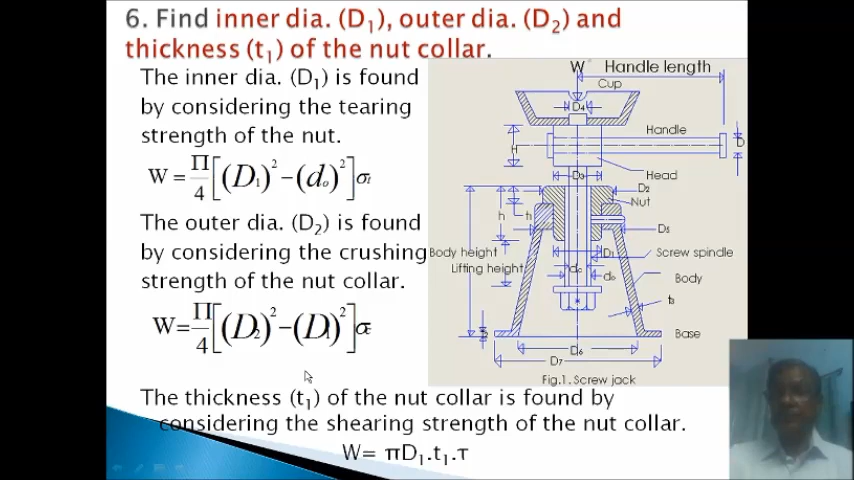 6. Find inner dia. (D1), outer dia. (D2) and
thickness (t1) of the nut collar.
The inner dia. (D1) is found
by considering the tearing
strength of the nut.
W = Π/4 [(D1)² − (do)²] σt
The outer dia. (D2) is found
by considering the crushing
strength of the nut collar.
W= Π/4 [(D2)² − (D1)²] σc
The thickness (t1) of the nut collar is found by
considering the shearing strength of the nut collar.
W= πD1.t1.τ
W
Handle length
Cup
D4
Handle
H
D
Head
D3
D2
Nut
h
t1
D5
Body height
D1
Screw spindle
Lifting height
dc
do
Body
t3
Base
D6
D7
Fig.1. Screw jack